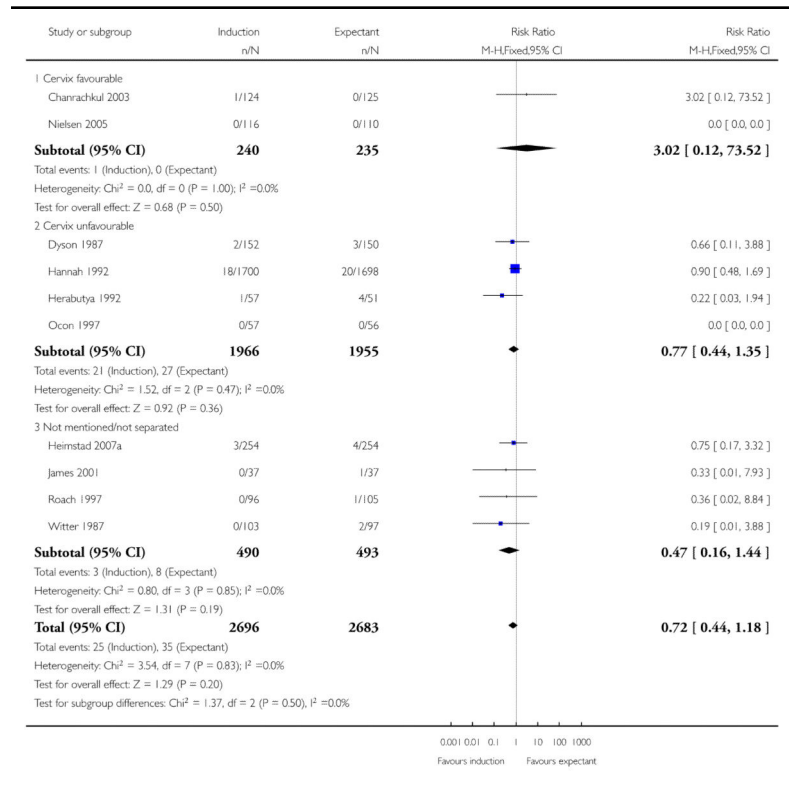 Study or subgroup Induction Expectant Risk Ratio Risk Ratio
n/N n/N M-H,Fixed,95% CI M-H,Fixed,95% CI
1 Cervix favourable
Chanrachkul 2003 1/124 0/125 3.02 [ 0.12, 73.52 ]
Nielsen 2005 0/116 0/110 0.0 [ 0.0, 0.0 ]
Subtotal (95% CI) 240 235 3.02 [ 0.12, 73.52 ]
Total events: 1 (Induction), 0 (Expectant)
Heterogeneity: Chi² = 0.0, df = 0 (P = 1.00); I² =0.0%
Test for overall effect: Z = 0.68 (P = 0.50)
2 Cervix unfavourable
Dyson 1987 2/152 3/150 0.66 [ 0.11, 3.88 ]
Hannah 1992 18/1700 20/1698 0.90 [ 0.48, 1.69 ]
Herabutya 1992 1/57 4/51 0.22 [ 0.03, 1.94 ]
Ocon 1997 0/57 0/56 0.0 [ 0.0, 0.0 ]
Subtotal (95% CI) 1966 1955 0.77 [ 0.44, 1.35 ]
Total events: 21 (Induction), 27 (Expectant)
Heterogeneity: Chi² = 1.52, df = 2 (P = 0.47); I² =0.0%
Test for overall effect: Z = 0.92 (P = 0.36)
3 Not mentioned/not separated
Heimstad 2007a 3/254 4/254 0.75 [ 0.17, 3.32 ]
James 2001 0/37 1/37 0.33 [ 0.01, 7.93 ]
Roach 1997 0/96 1/105 0.36 [ 0.02, 8.84 ]
Witter 1987 0/103 2/97 0.19 [ 0.01, 3.88 ]
Subtotal (95% CI) 490 493 0.47 [ 0.16, 1.44 ]
Total events: 3 (Induction), 8 (Expectant)
Heterogeneity: Chi² = 0.80, df = 3 (P = 0.85); I² =0.0%
Test for overall effect: Z = 1.31 (P = 0.19)
Total (95% CI) 2696 2683 0.72 [ 0.44, 1.18 ]
Total events: 25 (Induction), 35 (Expectant)
Heterogeneity: Chi² = 3.54, df = 7 (P = 0.83); I² =0.0%
Test for overall effect: Z = 1.29 (P = 0.20)
Test for subgroup differences: Chi² = 1.37, df = 2 (P = 0.50), I² =0.0%
0.001 0.01 0.1 1 10 100 1000
Favours induction Favours expectant